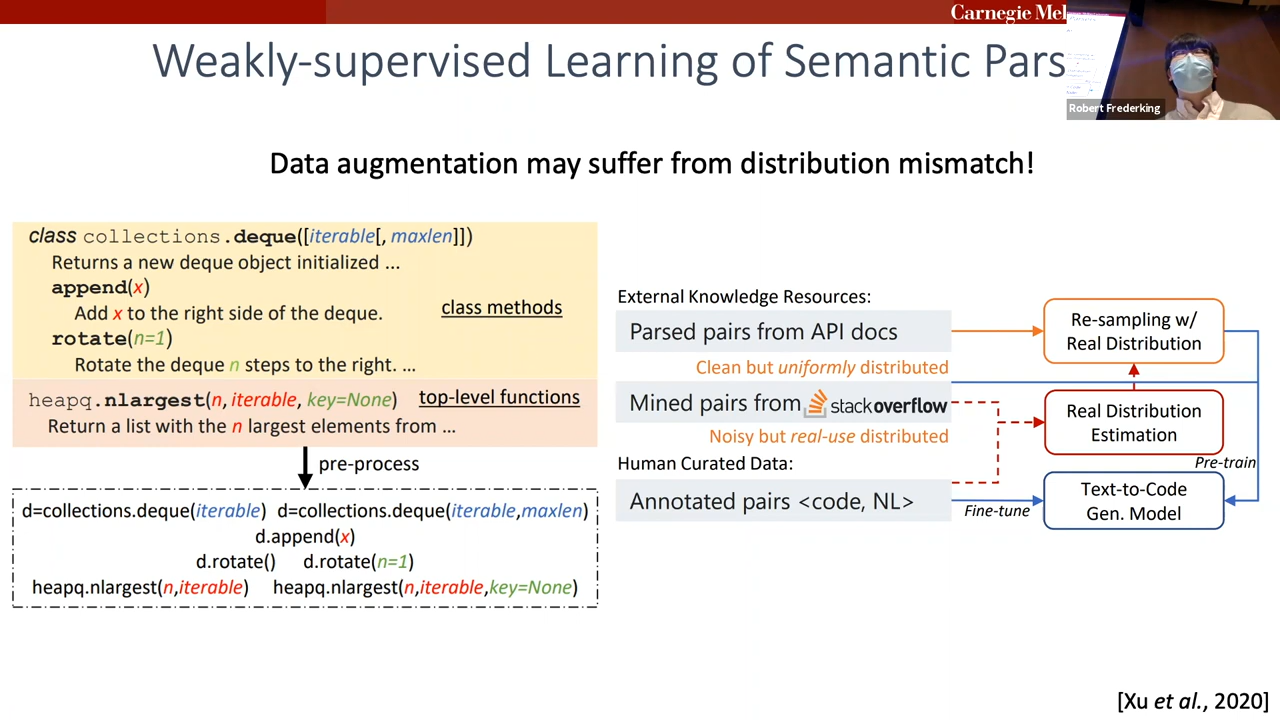 Carnegie Mel
Weakly-supervised Learning of Semantic Pars
Robert Frederking
Data augmentation may suffer from distribution mismatch!
class collections.deque([iterable[, maxlen]])
Returns a new deque object initialized ...
append(x)
Add x to the right side of the deque.
class methods
rotate(n=1)
Rotate the deque n steps to the right. ...
heapq.nlargest(n, iterable, key=None)
top-level functions
Return a list with the n largest elements from ...
pre-process
d=collections.deque(iterable) d=collections.deque(iterable,maxlen)
d.append(x)
d.rotate() d.rotate(n=1)
heapq.nlargest(n,iterable) heapq.nlargest(n,iterable,key=None)
External Knowledge Resources:
Parsed pairs from API docs
Clean but uniformly distributed
Mined pairs from stackoverflow
Noisy but real-use distributed
Human Curated Data:
Annotated pairs <code, NL>
Re-sampling w/
Real Distribution
Real Distribution
Estimation
Pre-train
Fine-tune
Text-to-Code
Gen. Model
[Xu et al., 2020]